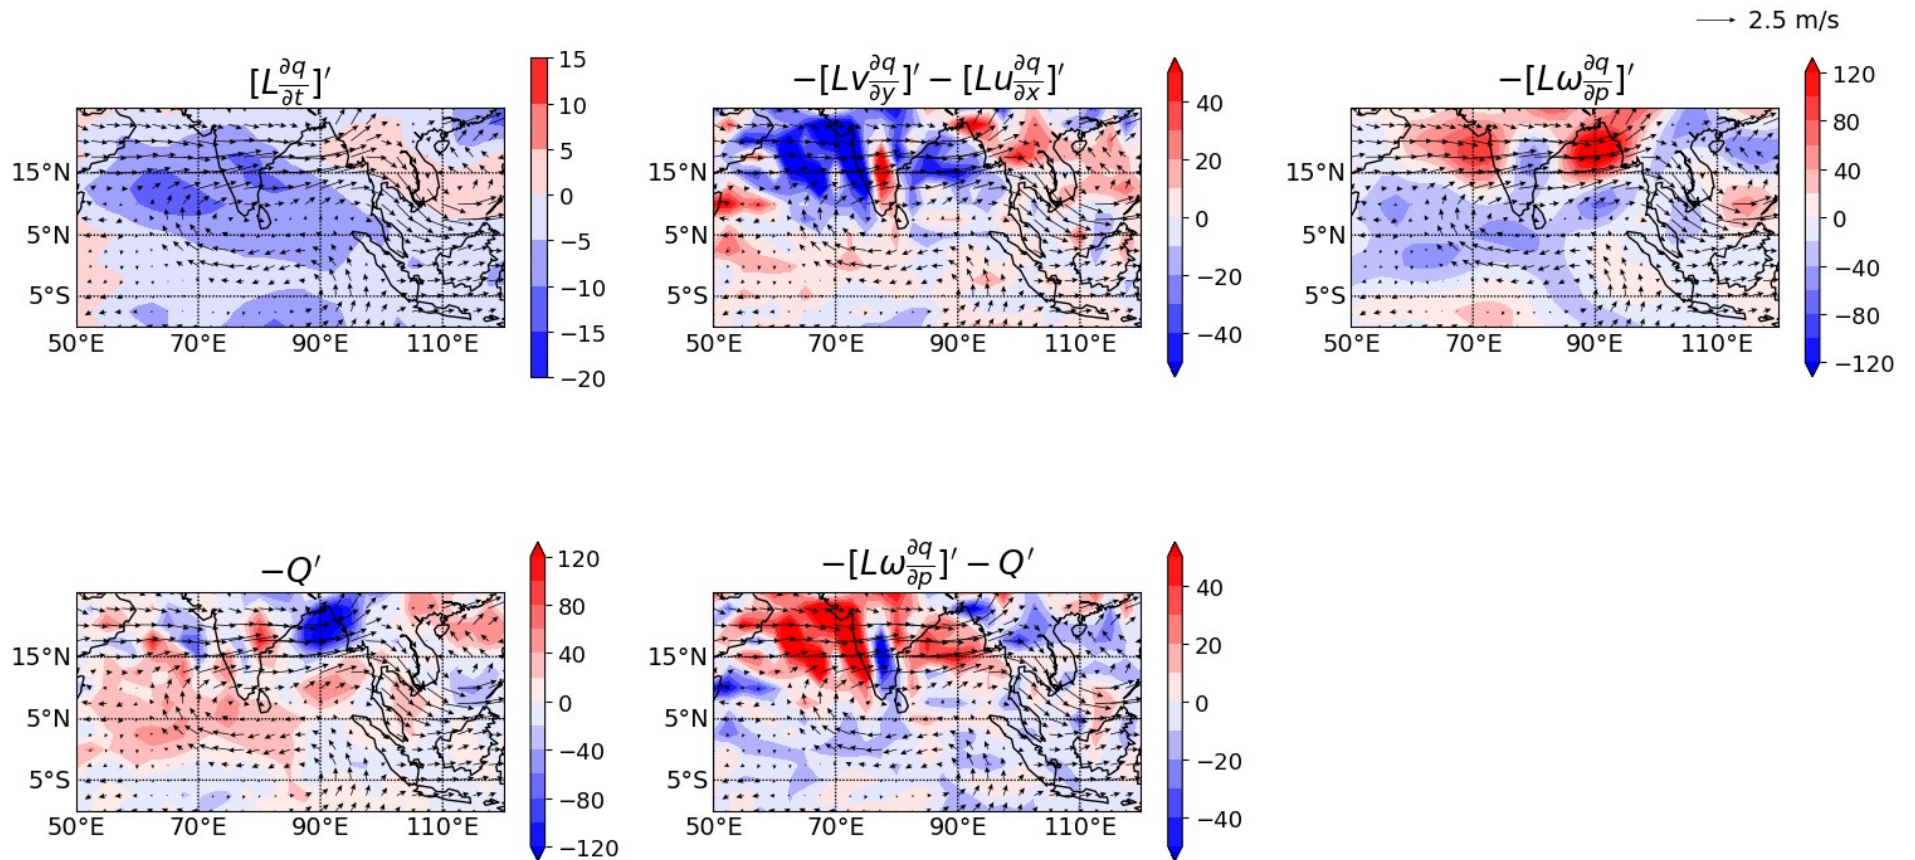 → 2.5 m/s
[L ∂q/∂t]′
15
10
5
0
−5
−10
−15
−20
15°N
5°N
5°S
50°E 70°E 90°E 110°E
−[Lv ∂q/∂y]′ − [Lu ∂q/∂x]′
40
20
0
−20
−40
15°N
5°N
5°S
50°E 70°E 90°E 110°E
−[Lω ∂q/∂p]′
120
80
40
0
−40
−80
−120
15°N
5°N
5°S
50°E 70°E 90°E 110°E
−Q′
120
80
40
0
−40
−80
−120
15°N
5°N
5°S
50°E 70°E 90°E 110°E
−[Lω ∂q/∂p]′ − Q′
40
20
0
−20
−40
15°N
5°N
5°S
50°E 70°E 90°E 110°E